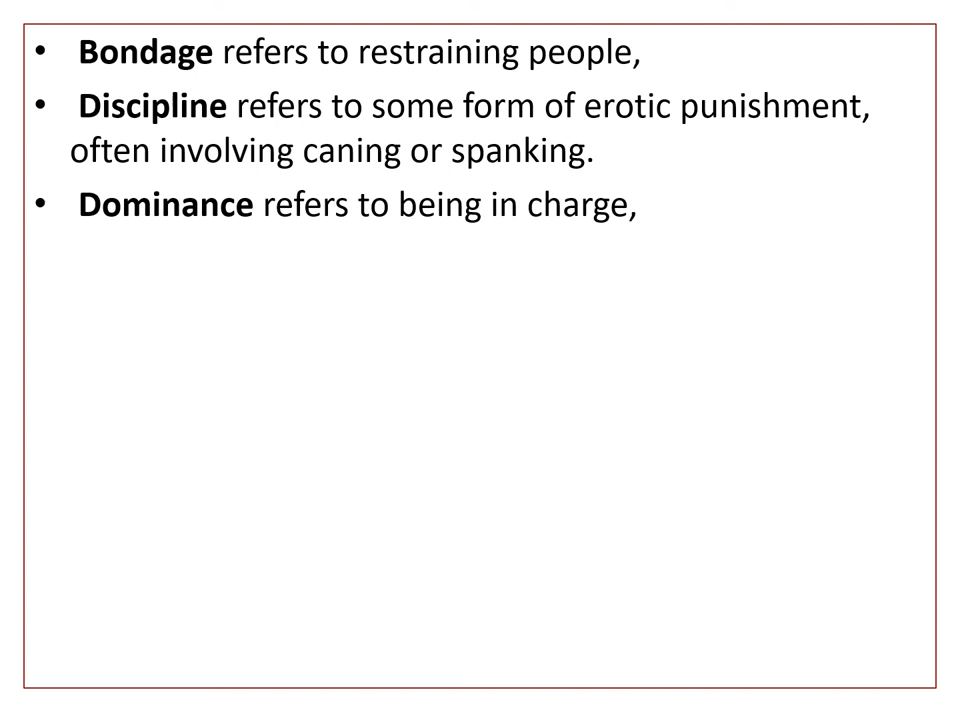 • Bondage refers to restraining people,
• Discipline refers to some form of erotic punishment,
often involving caning or spanking.
• Dominance refers to being in charge,